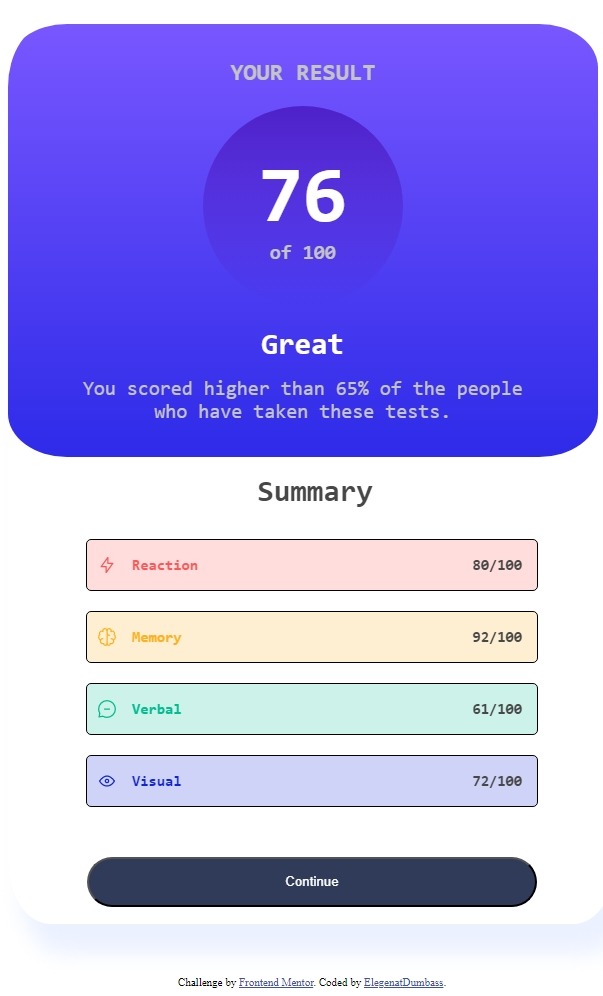 YOUR RESULT
76
of 100
Great
You scored higher than 65% of the people
who have taken these tests.
Summary
Reaction 80/100
Memory 92/100
Verbal 61/100
Visual 72/100
Continue
Challenge by Frontend Mentor. Coded by ElegenatDumbass.